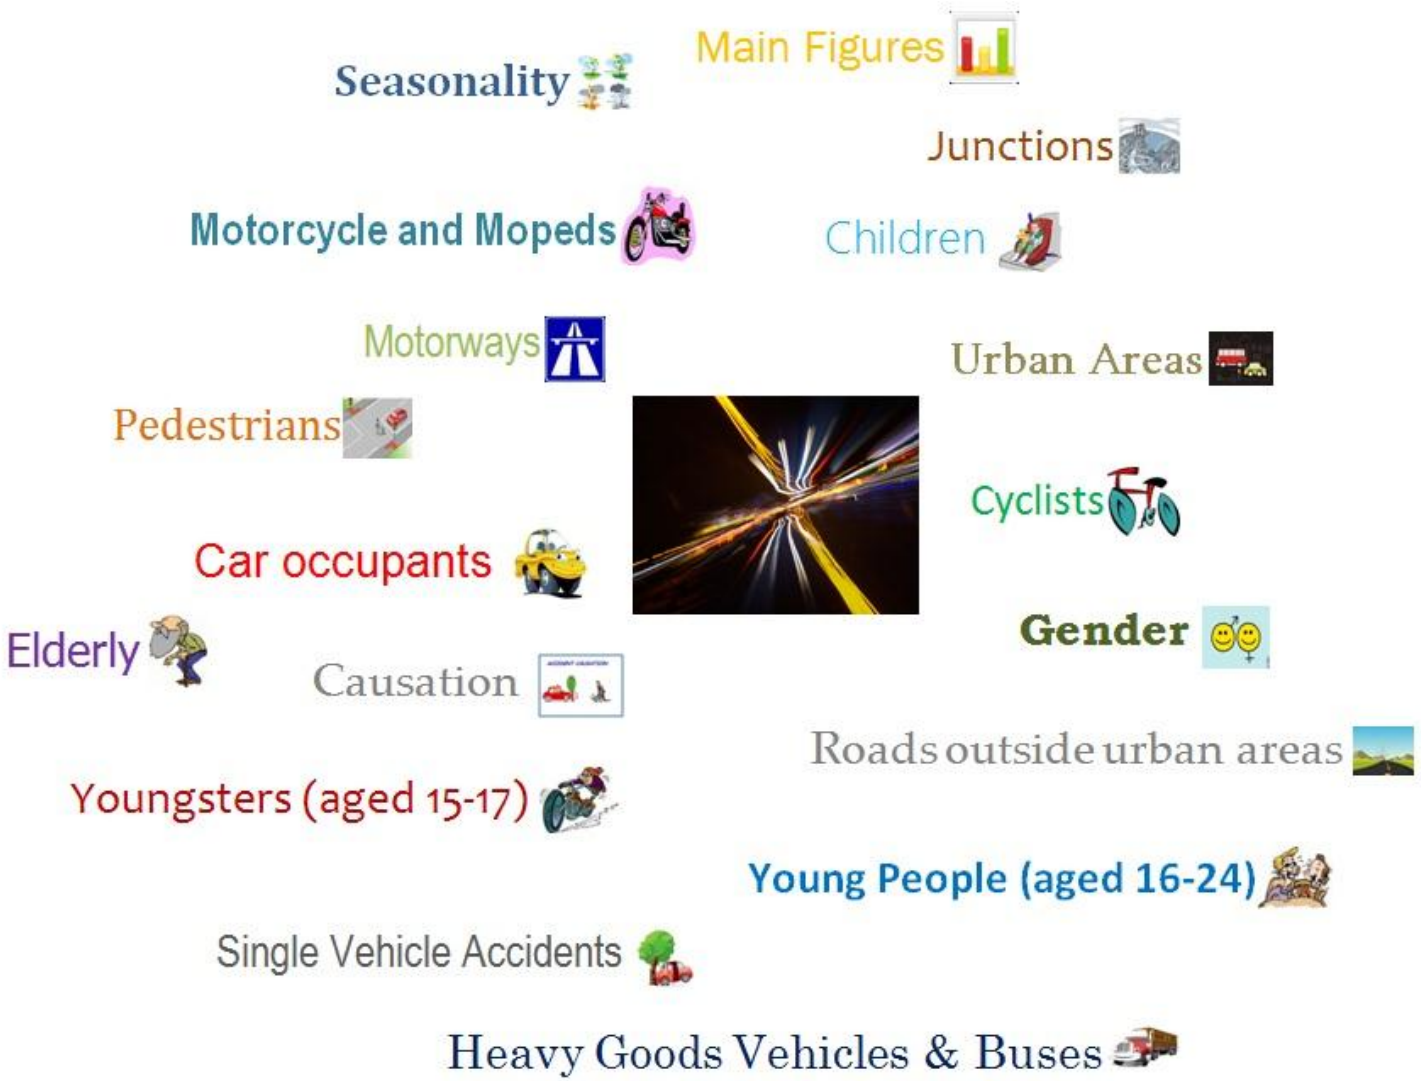 Main Figures
Seasonality
Junctions
Motorcycle and Mopeds
Children
Motorways
Urban Areas
Pedestrians
Cyclists
Car occupants
Gender
Elderly
Causation
ACCIDENT CAUSATION
Roads outside urban areas
Youngsters (aged 15-17)
Young People (aged 16-24)
Single Vehicle Accidents
Heavy Goods Vehicles & Buses